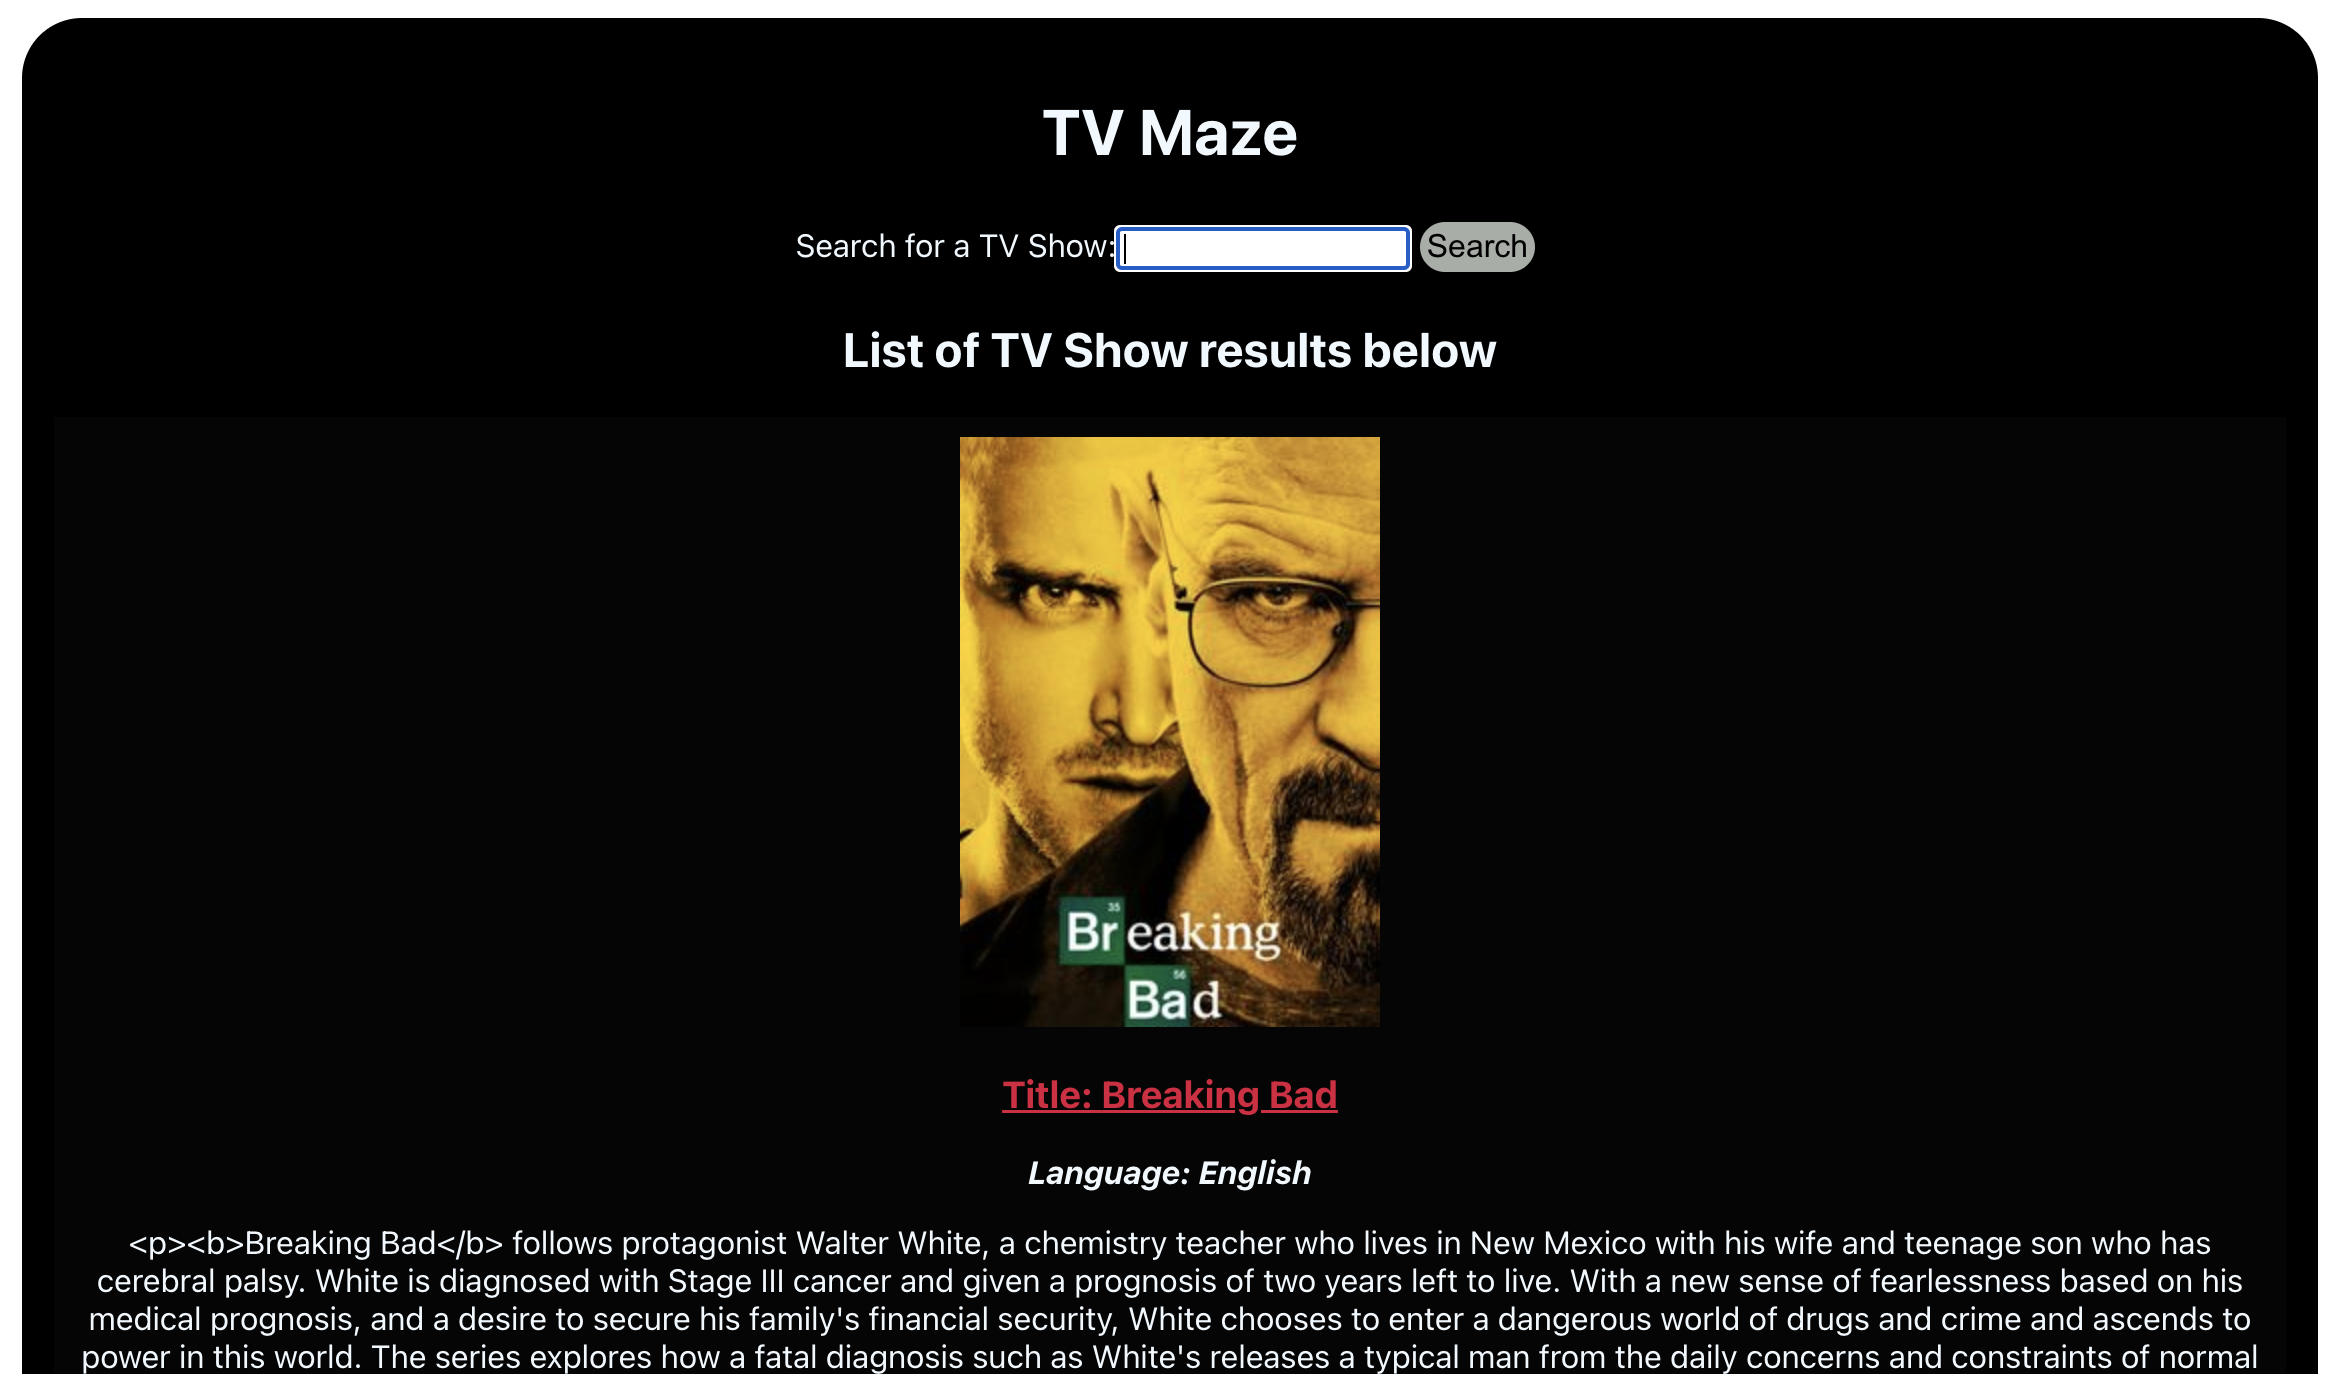 TV Maze
Search for a TV Show:
Search
List of TV Show results below
35
Breaking
56
Bad
Title: Breaking Bad
Language: English
<p><b>Breaking Bad</b> follows protagonist Walter White, a chemistry teacher who lives in New Mexico with his wife and teenage son who has
cerebral palsy. White is diagnosed with Stage III cancer and given a prognosis of two years left to live. With a new sense of fearlessness based on his
medical prognosis, and a desire to secure his family's financial security, White chooses to enter a dangerous world of drugs and crime and ascends to
power in this world. The series explores how a fatal diagnosis such as White's releases a typical man from the daily concerns and constraints of normal